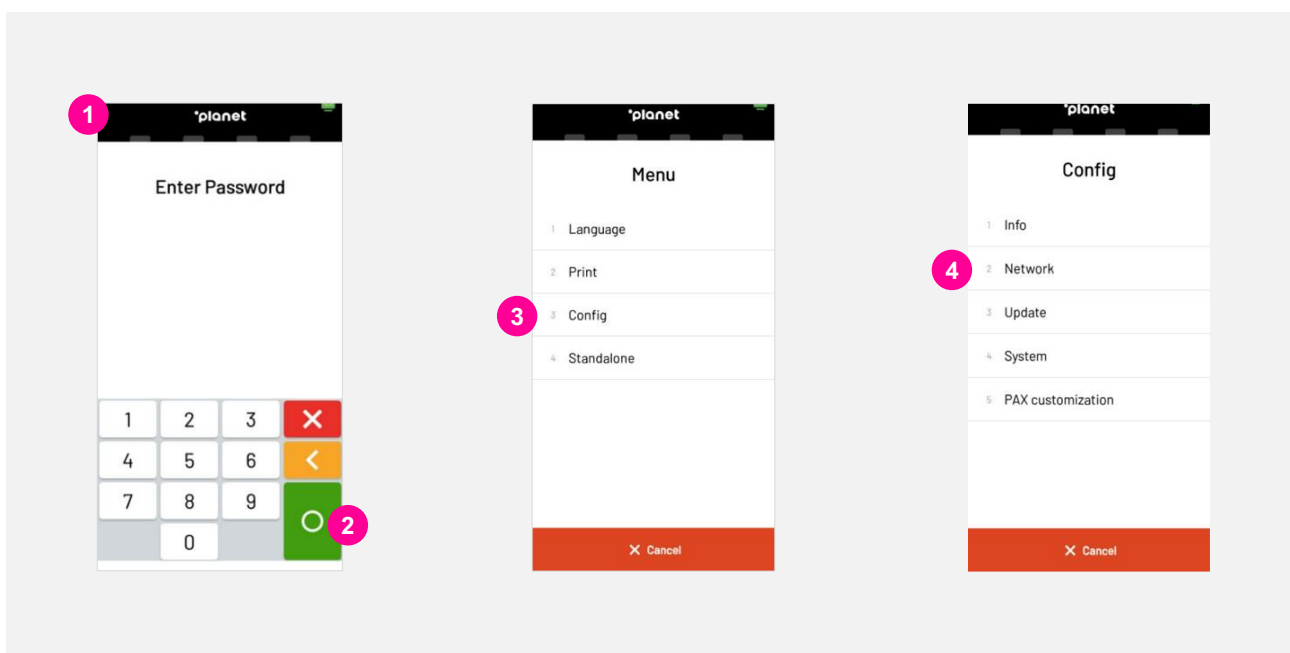 1
planet
Enter Password
1 2 3
4 5 6
7 8 9
0
2
planet
Menu
1 Language
2 Print
3
3 Config
4 Standalone
Cancel
planet
Config
1 Info
4
2 Network
3 Update
4 System
5 PAX customization
Cancel